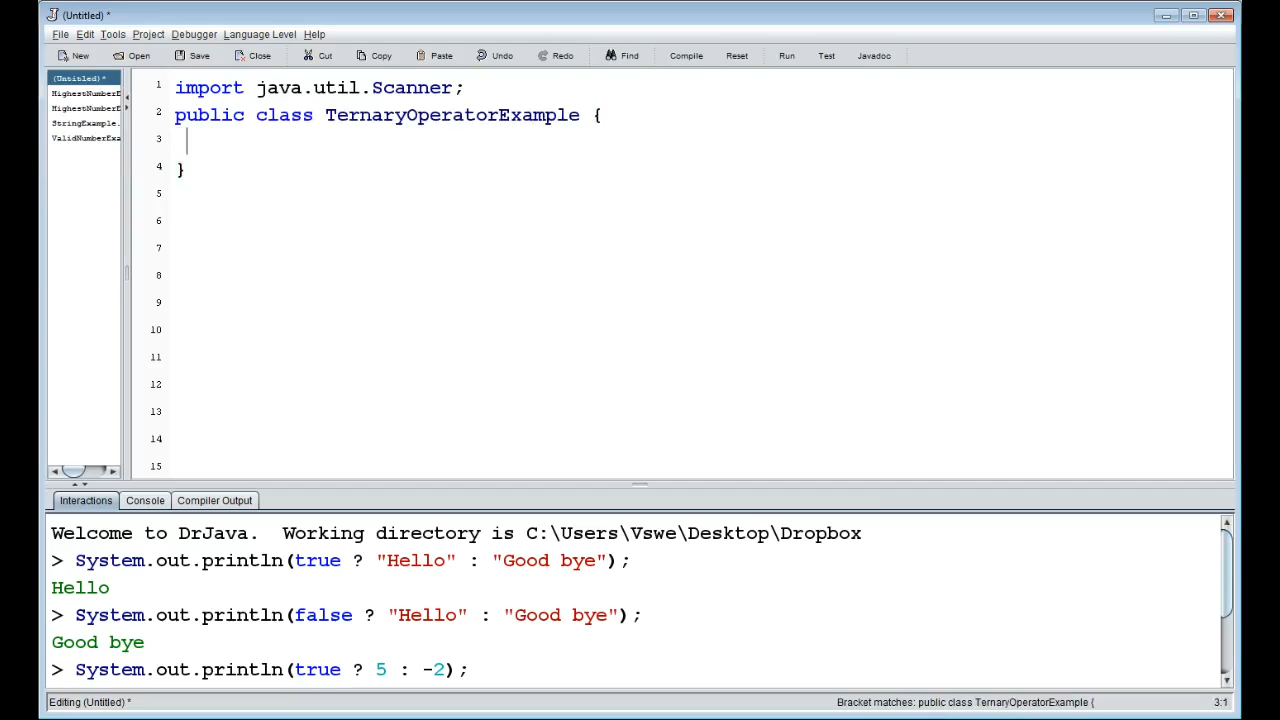 (Untitled) *
File Edit Tools Project Debugger Language Level Help
New Open Save Close Cut Copy Paste Undo Redo Find Compile Reset Run Test Javadoc
(Untitled) *
HighestNumberE
HighestNumberE
StringExample.
ValidNumberExa
1 import java.util.Scanner;
2 public class TernaryOperatorExample {
3
4 }
5
6
7
8
9
10
11
12
13
14
15
Interactions Console Compiler Output
Welcome to DrJava. Working directory is C:\Users\Vswe\Desktop\Dropbox
> System.out.println(true ? "Hello" : "Good bye");
Hello
> System.out.println(false ? "Hello" : "Good bye");
Good bye
> System.out.println(true ? 5 : -2);
Editing (Untitled) * Bracket matches: public class TernaryOperatorExample { 3:1